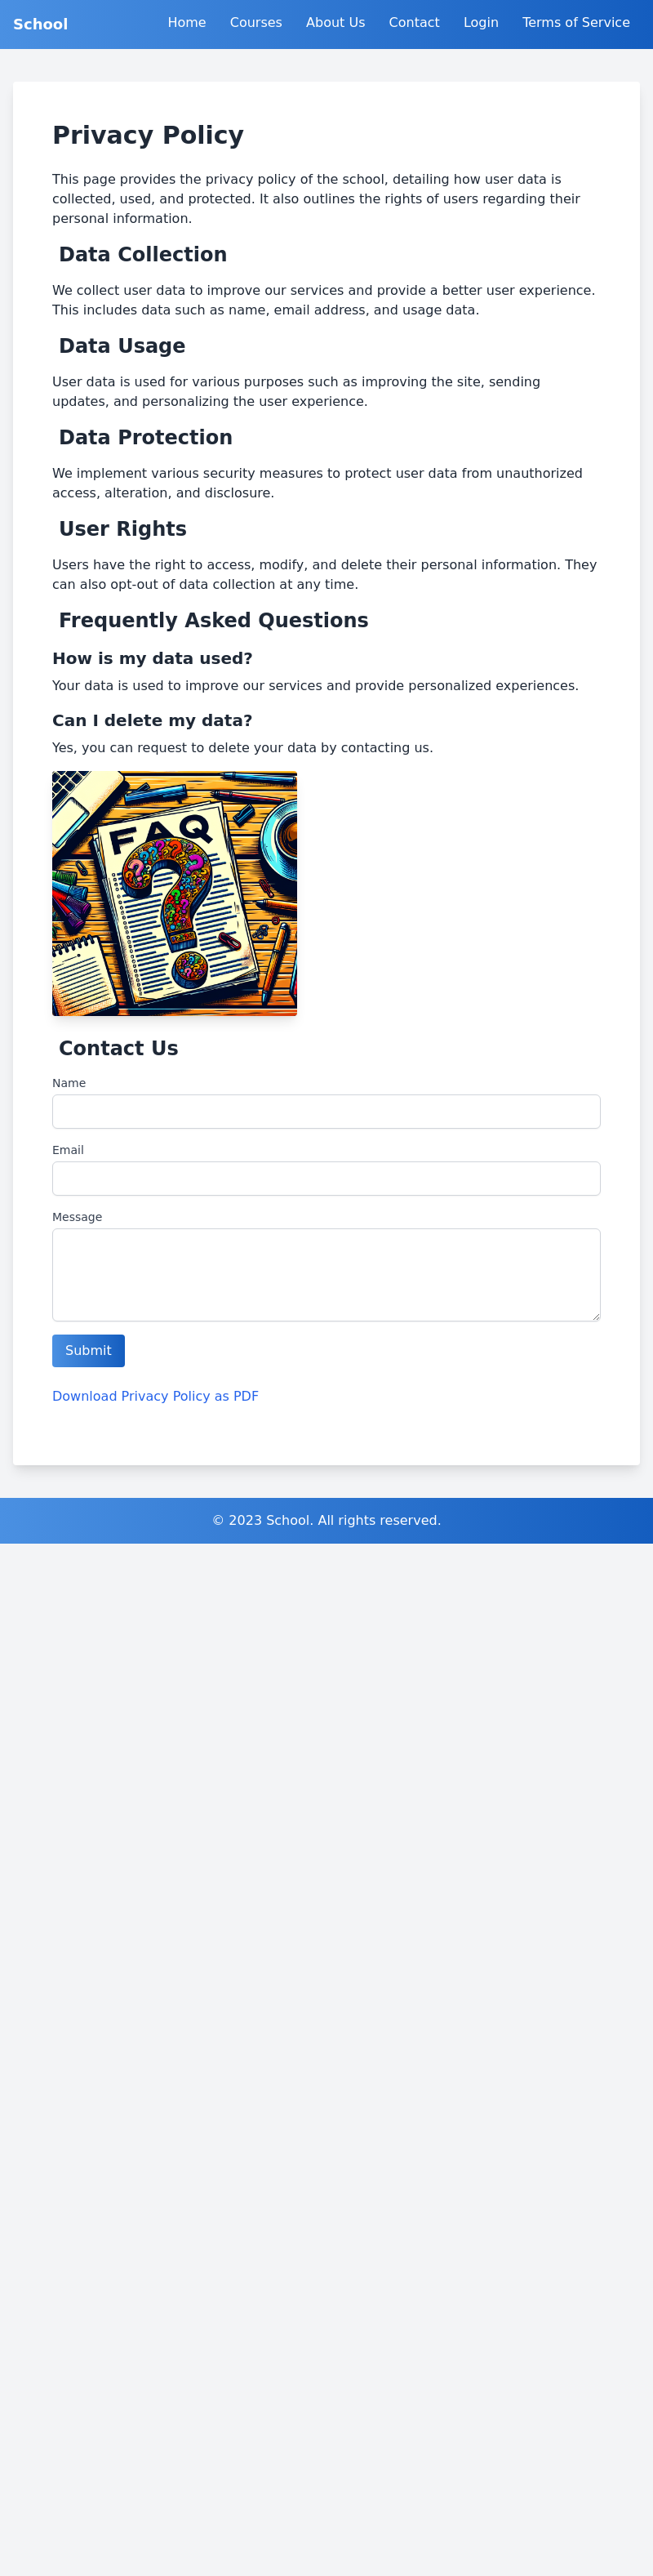 School
Home Courses About Us Contact Login Terms of Service
Privacy Policy
This page provides the privacy policy of the school, detailing how user data is
collected, used, and protected. It also outlines the rights of users regarding their
personal information.
Data Collection
We collect user data to improve our services and provide a better user experience.
This includes data such as name, email address, and usage data.
Data Usage
User data is used for various purposes such as improving the site, sending
updates, and personalizing the user experience.
Data Protection
We implement various security measures to protect user data from unauthorized
access, alteration, and disclosure.
User Rights
Users have the right to access, modify, and delete their personal information. They
can also opt-out of data collection at any time.
Frequently Asked Questions
How is my data used?
Your data is used to improve our services and provide personalized experiences.
Can I delete my data?
Yes, you can request to delete your data by contacting us.
FAQ
?
Contact Us
Name
Email
Message
Submit
Download Privacy Policy as PDF
© 2023 School. All rights reserved.